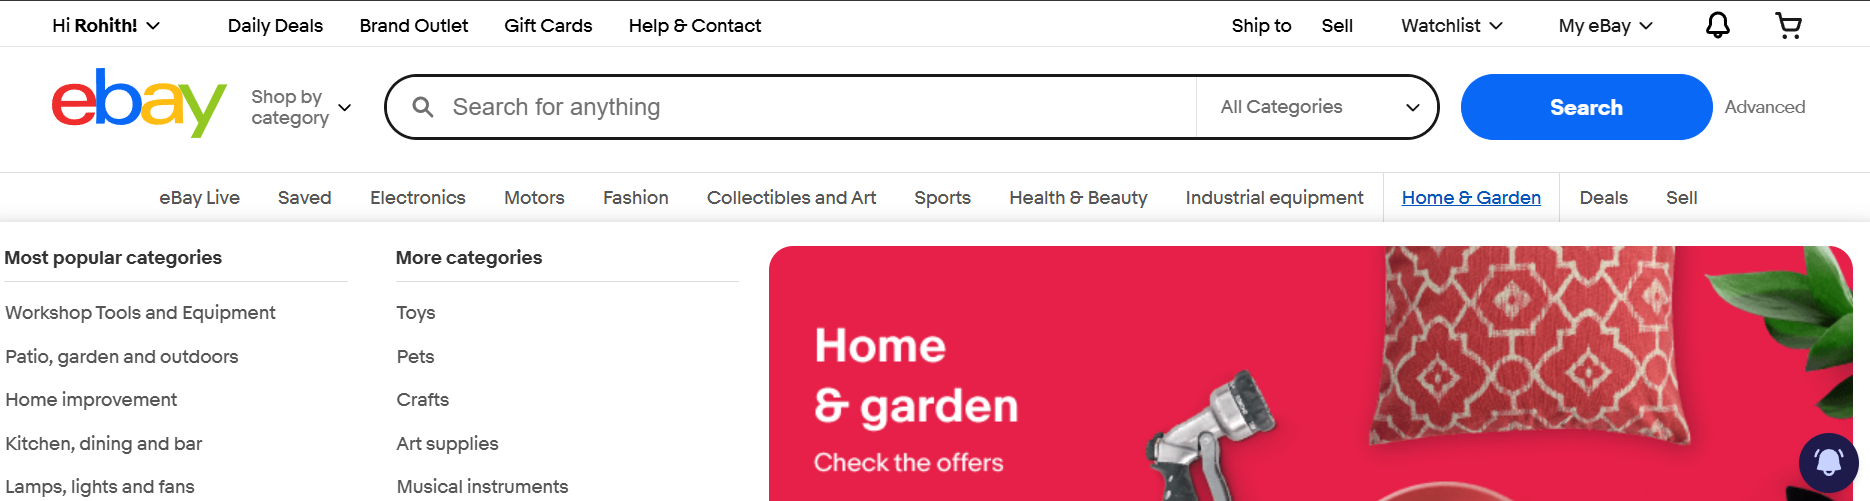 Hi Rohith! Daily Deals Brand Outlet Gift Cards Help & Contact Ship to Sell Watchlist My eBay
ebay
Shop by
category
Search for anything All Categories Search Advanced
eBay Live Saved Electronics Motors Fashion Collectibles and Art Sports Health & Beauty Industrial equipment Home & Garden Deals Sell
Most popular categories
Workshop Tools and Equipment
Patio, garden and outdoors
Home improvement
Kitchen, dining and bar
Lamps, lights and fans
More categories
Toys
Pets
Crafts
Art supplies
Musical instruments
Home
& garden
Check the offers